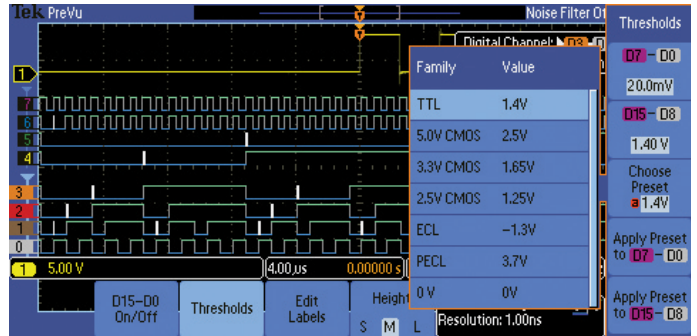 Tek PreVu
Noise Filter Of
Thresholds
Digital Channel: D3
D7 - D0
20.0mV
D15 - D8
1.40 V
Choose
Preset
a 1.4V
Apply Preset
to D7 - D0
Apply Preset
to D15 - D8
Family Value
TTL 1.4V
5.0V CMOS 2.5V
3.3V CMOS 1.65V
2.5V CMOS 1.25V
ECL −1.3V
PECL 3.7V
0 V 0V
1
7
6
5
4
3
2
1
0
1 5.00 V
4.00µs
0.00000 s
D15–D0
On/Off
Thresholds
Edit
Labels
Height
S M L
Resolution: 1.00ns